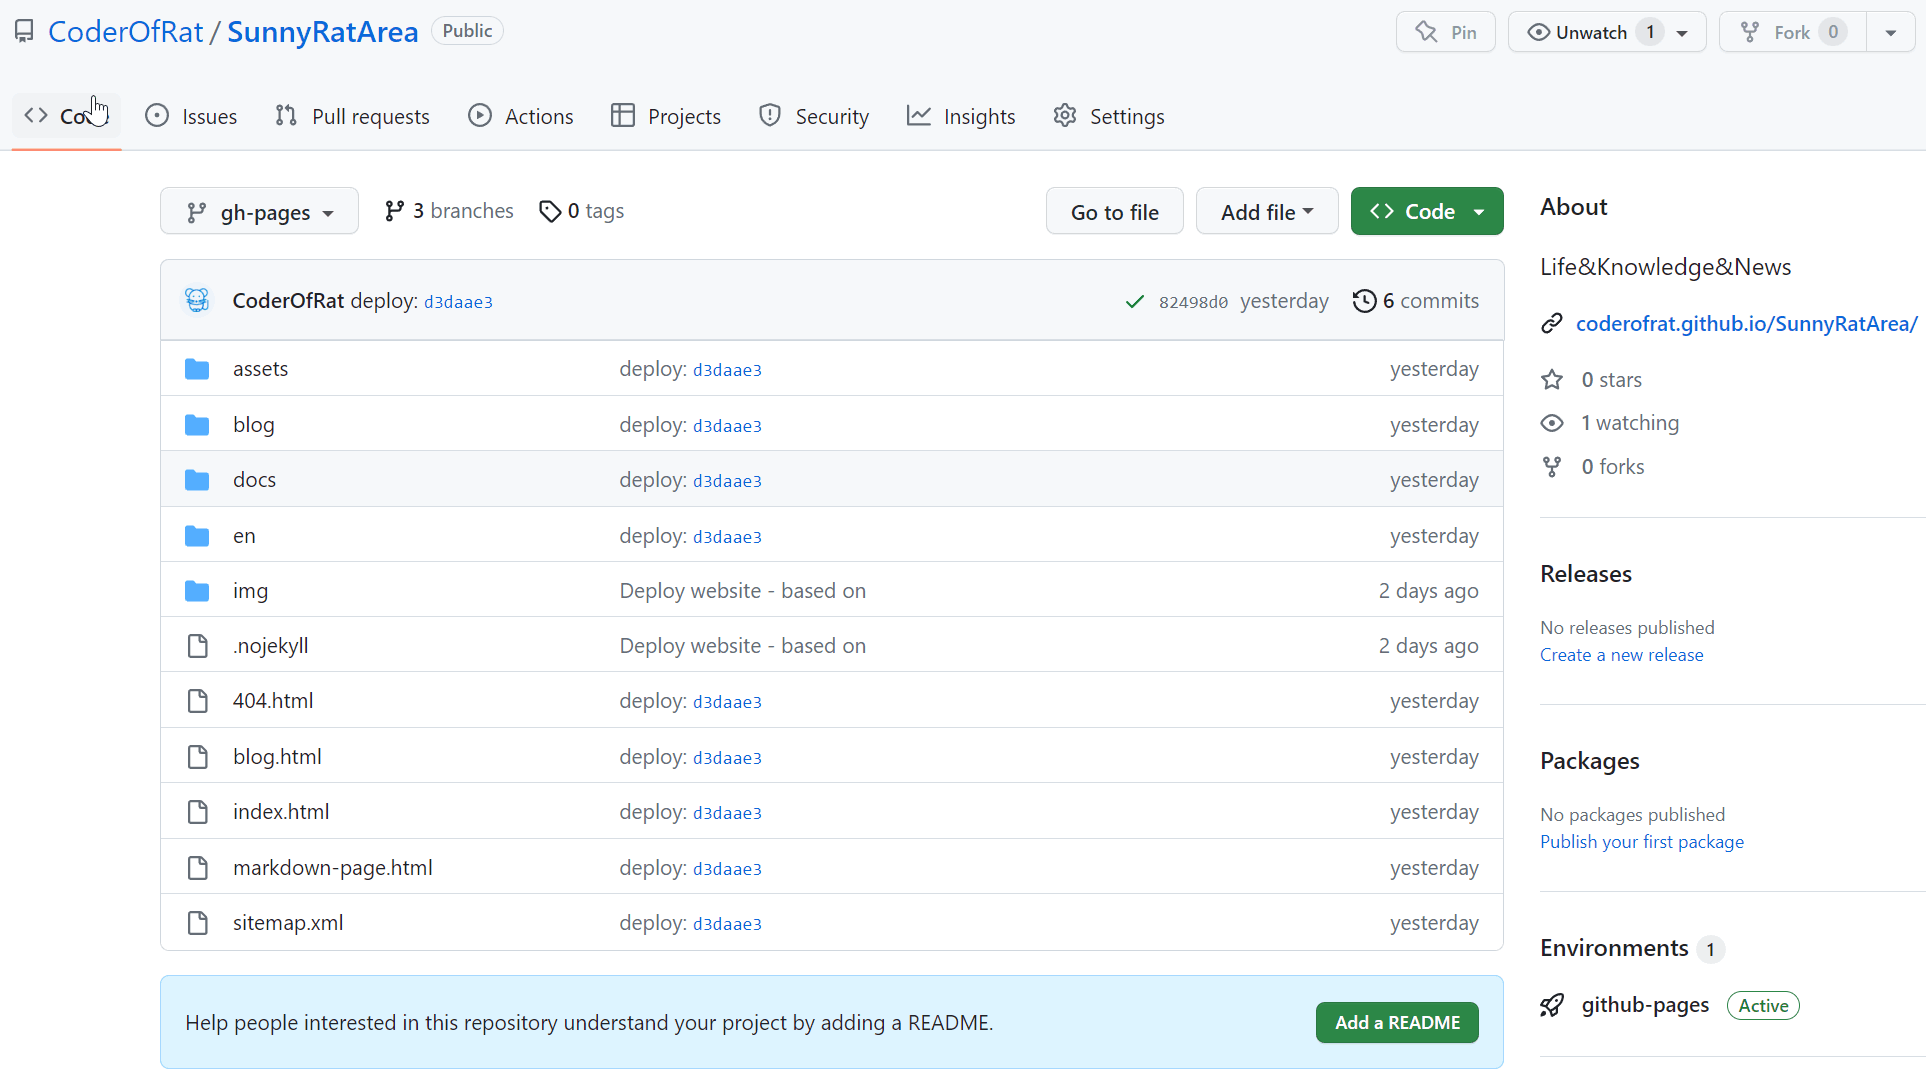 CoderOfRat / SunnyRatArea Public
Pin Unwatch 1 Fork 0
Issues Pull requests Actions Projects Security Insights Settings
gh-pages 3 branches 0 tags Go to file Add file Code
CoderOfRat deploy: d3daae3 82498d0 yesterday 6 commits
assets deploy: d3daae3 yesterday
blog deploy: d3daae3 yesterday
docs deploy: d3daae3 yesterday
en deploy: d3daae3 yesterday
img Deploy website - based on 2 days ago
.nojekyll Deploy website - based on 2 days ago
404.html deploy: d3daae3 yesterday
blog.html deploy: d3daae3 yesterday
index.html deploy: d3daae3 yesterday
markdown-page.html deploy: d3daae3 yesterday
sitemap.xml deploy: d3daae3 yesterday
Help people interested in this repository understand your project by adding a README. Add a README
About
Life&Knowledge&News
coderofrat.github.io/SunnyRatArea/
0 stars
1 watching
0 forks
Releases
No releases published
Create a new release
Packages
No packages published
Publish your first package
Environments 1
github-pages Active